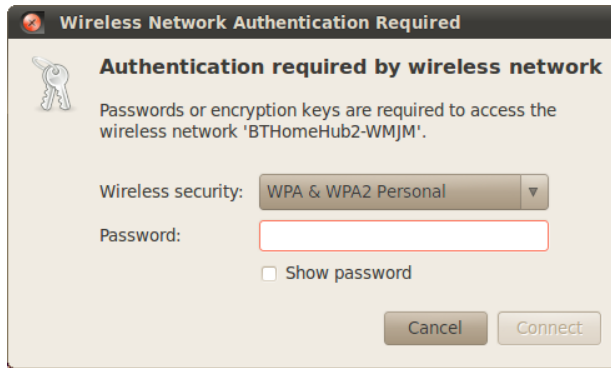 Wireless Network Authentication Required
Authentication required by wireless network
Passwords or encryption keys are required to access the
wireless network 'BTHomeHub2-WMJM'.
Wireless security: WPA & WPA2 Personal
Password:
Show password
Cancel Connect